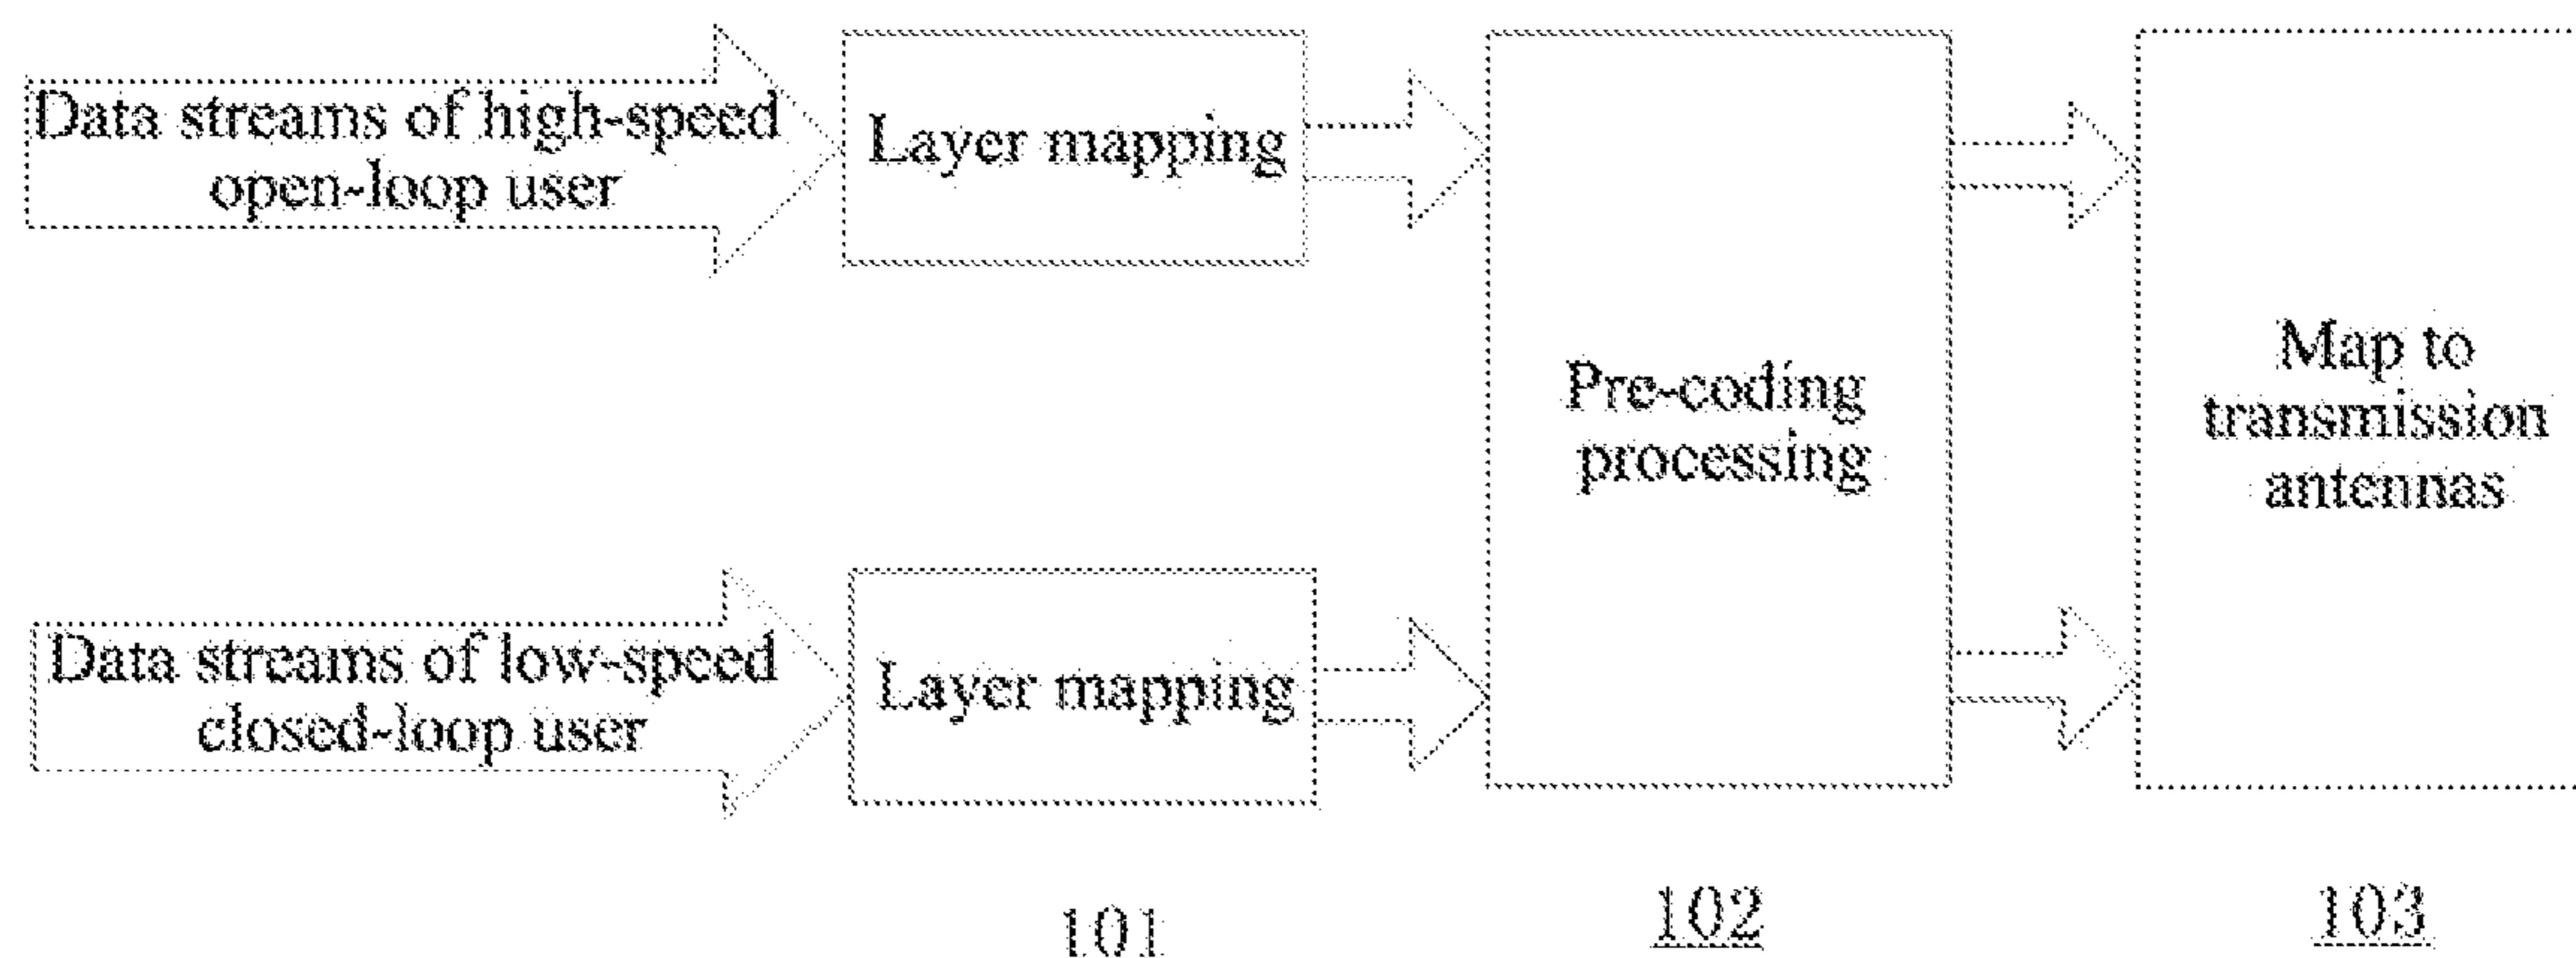 Data streams of high-speed
open-loop user
Layer mapping
Pre-coding
processing
Map to
transmission
antennas
Data streams of low-speed
closed-loop user
Layer mapping
101
102
103